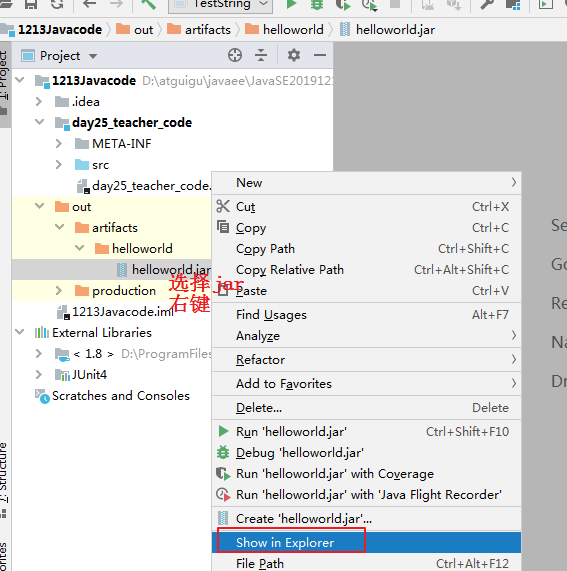 TestString
1213Javacode out artifacts helloworld helloworld.jar
1: Project
Project
1213Javacode D:\atguigu\javaee\JavaSE2019121
.idea
day25_teacher_code
META-INF
src
day25_teacher_code.
out
artifacts
helloworld
helloworld.jar
production
1213Javacode.iml
External Libraries
< 1.8 > D:\ProgramFiles
JUnit4
Scratches and Consoles
选择.jar
右键
New
Cut Ctrl+X
Copy Ctrl+C
Copy Path Ctrl+Shift+C
Copy Relative Path Ctrl+Alt+Shift+C
Paste Ctrl+V
Find Usages Alt+F7
Analyze
Refactor
Add to Favorites
Delete... Delete
Run 'helloworld.jar' Ctrl+Shift+F10
Debug 'helloworld.jar'
Run 'helloworld.jar' with Coverage
Run 'helloworld.jar' with 'Java Flight Recorder'
Create 'helloworld.jar'...
Show in Explorer
File Path Ctrl+Alt+F12
Se
Go
Re
Na
Dr
7: Structure
orites